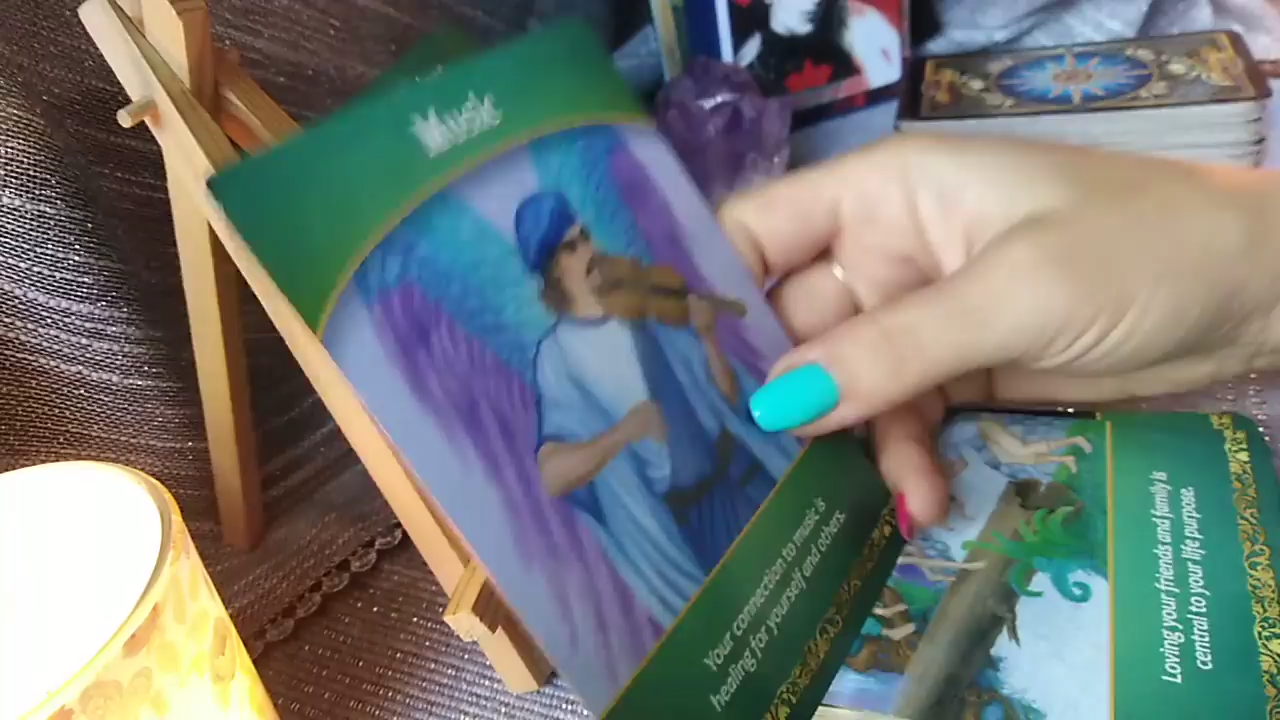 Music
Your connection to music is
healing for yourself and others.
Loving your friends and family is
central to your life purpose.